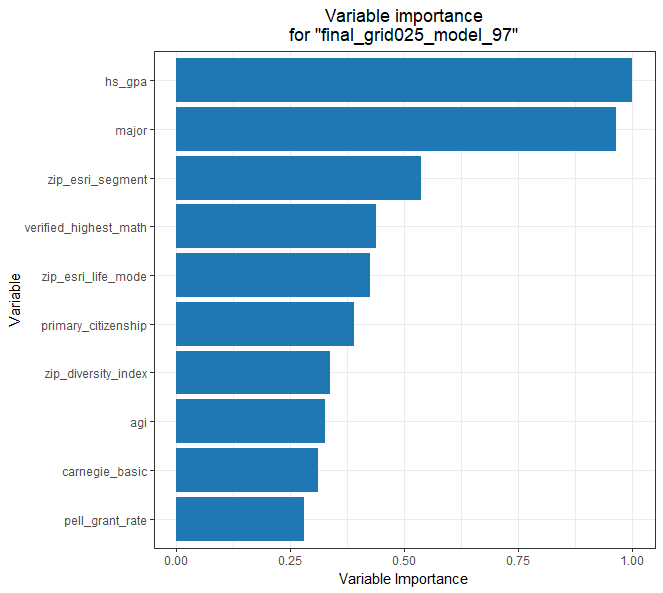 Variable importance
for "final_grid025_model_97"
hs_gpa
major
zip_esri_segment
verified_highest_math
zip_esri_life_mode
primary_citizenship
zip_diversity_index
agi
carnegie_basic
pell_grant_rate
Variable
0.00 0.25 0.50 0.75 1.00
Variable Importance